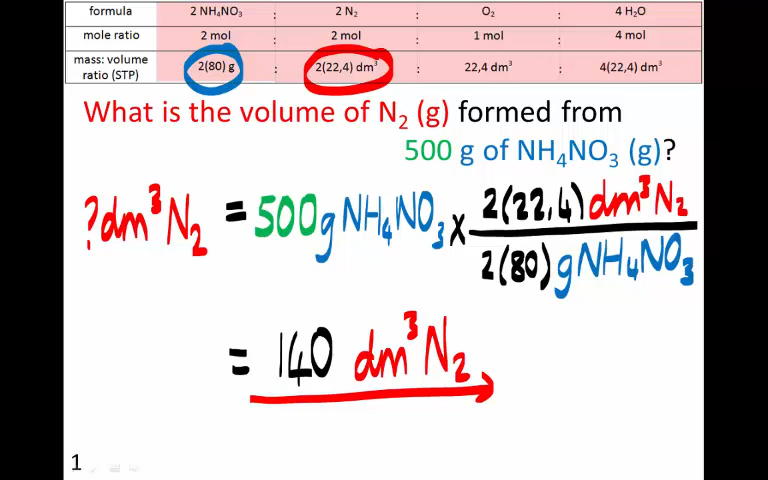 formula 2 NH₄NO₃ : 2 N₂ : O₂ : 4 H₂O
mole ratio 2 mol : 2 mol : 1 mol : 4 mol
mass: volume ratio (STP) 2(80) g : 2(22,4) dm³ : 22,4 dm³ : 4(22,4) dm³
What is the volume of N₂ (g) formed from
500 g of NH₄NO₃ (g)?
? dm³ N₂ = 500 g NH₄NO₃ x 2(22,4) dm³ N₂
2(80) g NH₄NO₃
= 140 dm³ N₂
1